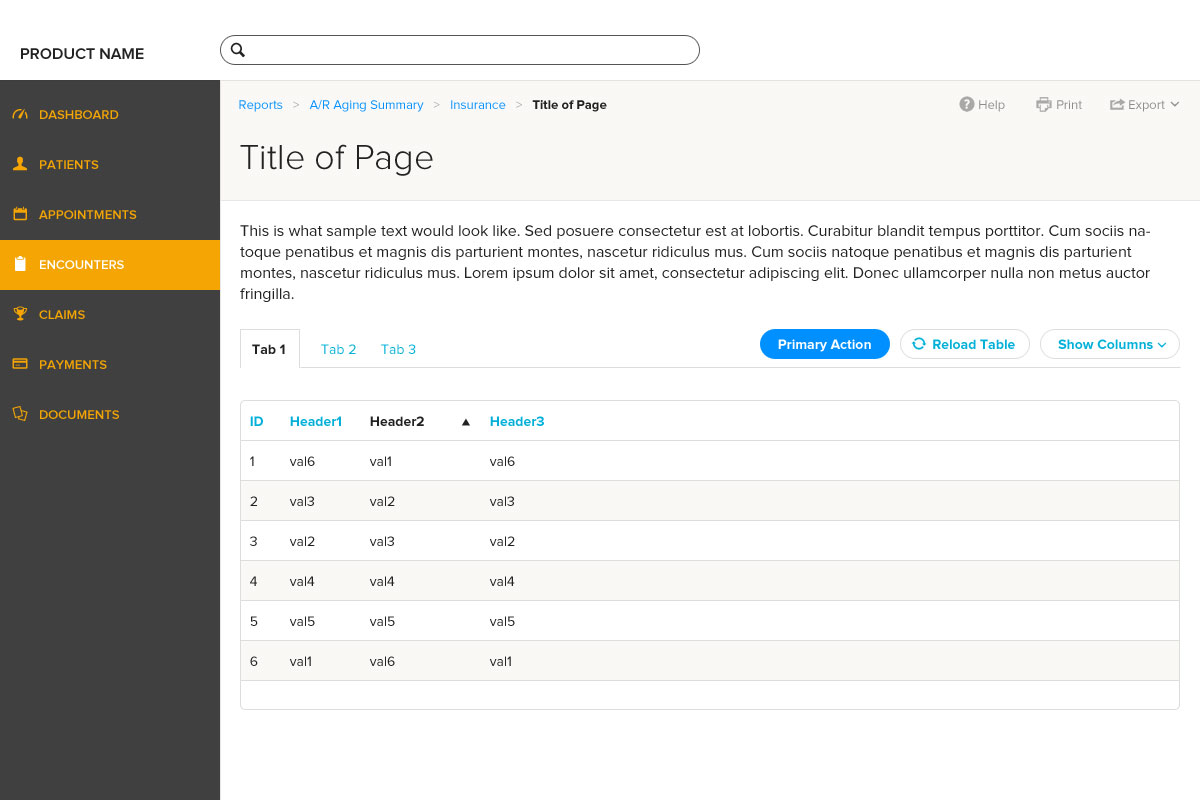 PRODUCT NAME
DASHBOARD
PATIENTS
APPOINTMENTS
ENCOUNTERS
CLAIMS
PAYMENTS
DOCUMENTS
Reports > A/R Aging Summary > Insurance > Title of Page
Help Print Export
Title of Page
This is what sample text would look like. Sed posuere consectetur est at lobortis. Curabitur blandit tempus porttitor. Cum sociis na-
toque penatibus et magnis dis parturient montes, nascetur ridiculus mus. Cum sociis natoque penatibus et magnis dis parturient
montes, nascetur ridiculus mus. Lorem ipsum dolor sit amet, consectetur adipiscing elit. Donec ullamcorper nulla non metus auctor
fringilla.
Tab 1 Tab 2 Tab 3
Primary Action Reload Table Show Columns
ID Header1 Header2 ▲ Header3
1 val6 val1 val6
2 val3 val2 val3
3 val2 val3 val2
4 val4 val4 val4
5 val5 val5 val5
6 val1 val6 val1